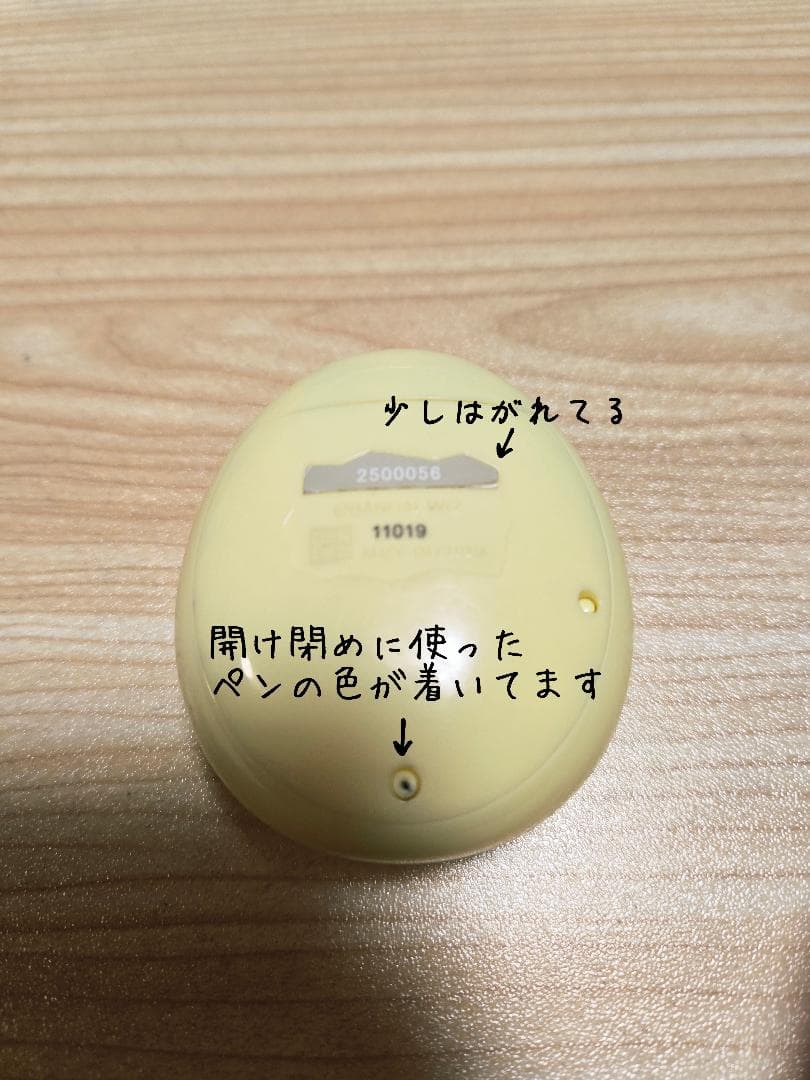 少しはがれてる
2500056
11019
開け閉めに使った
ペンの色が着いてます